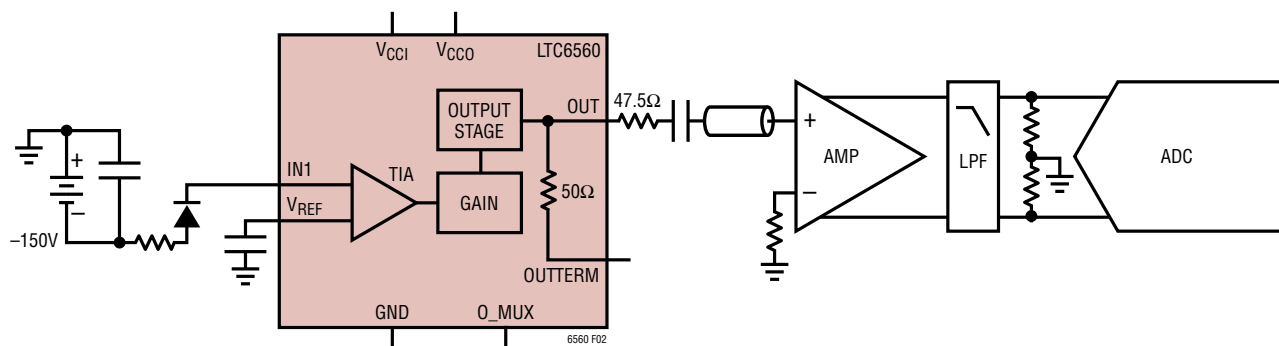 V_CCI
V_CCO
LTC6560
OUTPUT
STAGE
OUT
47.5Ω
+
–
–150V
IN1
V_REF
TIA
GAIN
50Ω
OUTTERM
GND
O_MUX
6560 F02
+
–
AMP
LPF
ADC